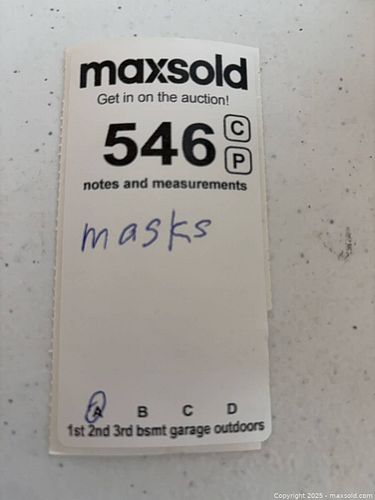 maxsold
Get in on the auction!
546 C
P
notes and measurements
masks
A B C D
1st 2nd 3rd bsmt garage outdoors
Copyright 2025 - maxsold.com